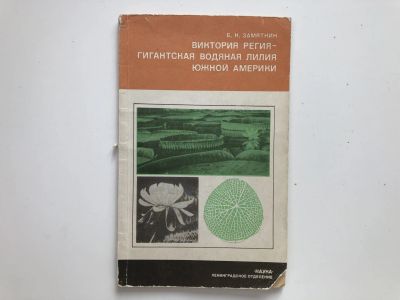 Б. Н. ЗАМЯТНИН
ВИКТОРИЯ РЕГИЯ-
ГИГАНТСКАЯ ВОДЯНАЯ ЛИЛИЯ
ЮЖНОЙ АМЕРИКИ
«НАУКА»
ЛЕНИНГРАДСКОЕ ОТДЕЛЕНИЕ